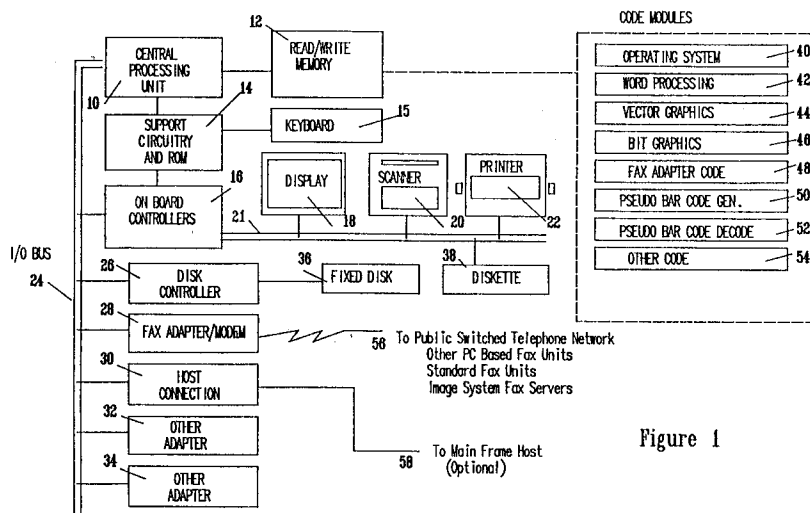 CODE MODULES
12
CENTRAL
PROCESSING
UNIT
READ/WRITE
MEMORY
OPERATING SYSTEM
40
WORD PROCESSING
42
10
14
VECTOR GRAPHICS
44
SUPPORT
CIRCUITRY
AND ROM
KEYBOARD
15
BIT GRAPHICS
46
FAX ADAPTER CODE
48
16
DISPLAY
SCANNER
PRINTER
PSEUDO BAR CODE GEN.
50
ON BOARD
CONTROLLERS
18
20
22
PSEUDO BAR CODE DECODE
52
21
OTHER CODE
54
I/O BUS
24
26
DISK
CONTROLLER
36
FIXED DISK
38
DISKETTE
28
FAX ADAPTER/MODEM
56
To Public Switched Telephone Network
Other PC Based Fax Units
Standard Fax Units
Image System Fax Servers
30
HOST
CONNECTION
32
OTHER
ADAPTER
58
To Main Frame Host
(Optional)
Figure 1
34
OTHER
ADAPTER